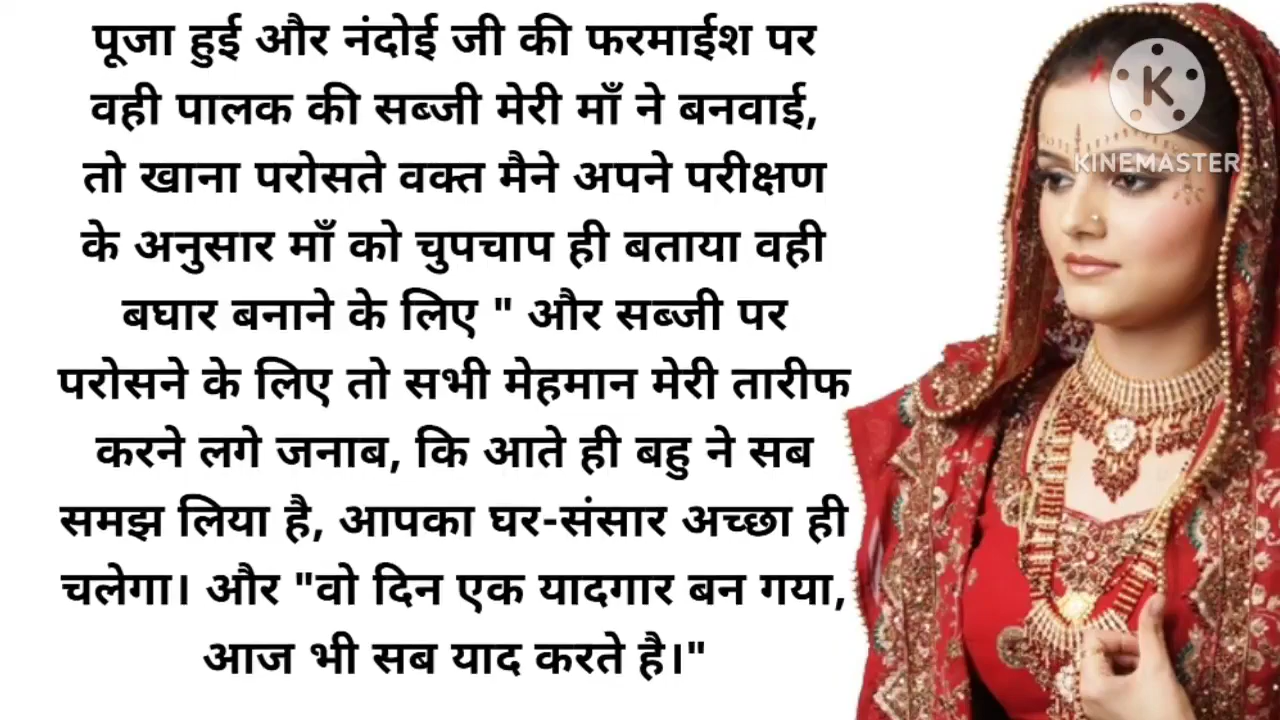 पूजा हुई और नंदोई जी की फरमाईश पर
वही पालक की सब्जी मेरी माँ ने बनवाई,
तो खाना परोसते वक्त मैने अपने परीक्षण
के अनुसार माँ को चुपचाप ही बताया वही
बघार बनाने के लिए " और सब्जी पर
परोसने के लिए तो सभी मेहमान मेरी तारीफ
करने लगे जनाब, कि आते ही बहु ने सब
समझ लिया है, आपका घर-संसार अच्छा ही
चलेगा। और "वो दिन एक यादगार बन गया,
आज भी सब याद करते है।"
K
KINEMASTER